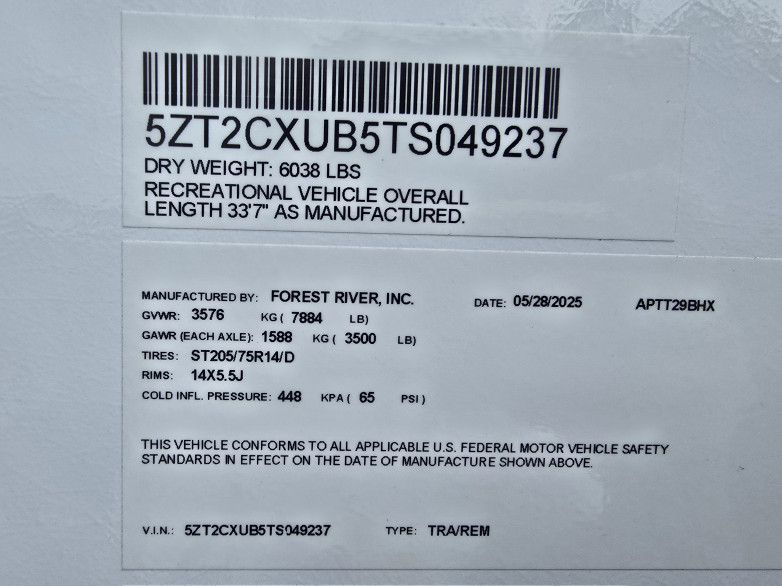 5ZT2CXUB5TS049237
DRY WEIGHT: 6038 LBS
RECREATIONAL VEHICLE OVERALL
LENGTH 33'7" AS MANUFACTURED.
MANUFACTURED BY: FOREST RIVER, INC. DATE: 05/28/2025 APTT29BHX
GVWR: 3576 KG ( 7884 LB)
GAWR (EACH AXLE): 1588 KG ( 3500 LB)
TIRES: ST205/75R14/D
RIMS: 14X5.5J
COLD INFL. PRESSURE: 448 KPA ( 65 PSI )
THIS VEHICLE CONFORMS TO ALL APPLICABLE U.S. FEDERAL MOTOR VEHICLE SAFETY
STANDARDS IN EFFECT ON THE DATE OF MANUFACTURE SHOWN ABOVE.
V.I.N.: 5ZT2CXUB5TS049237 TYPE: TRA/REM